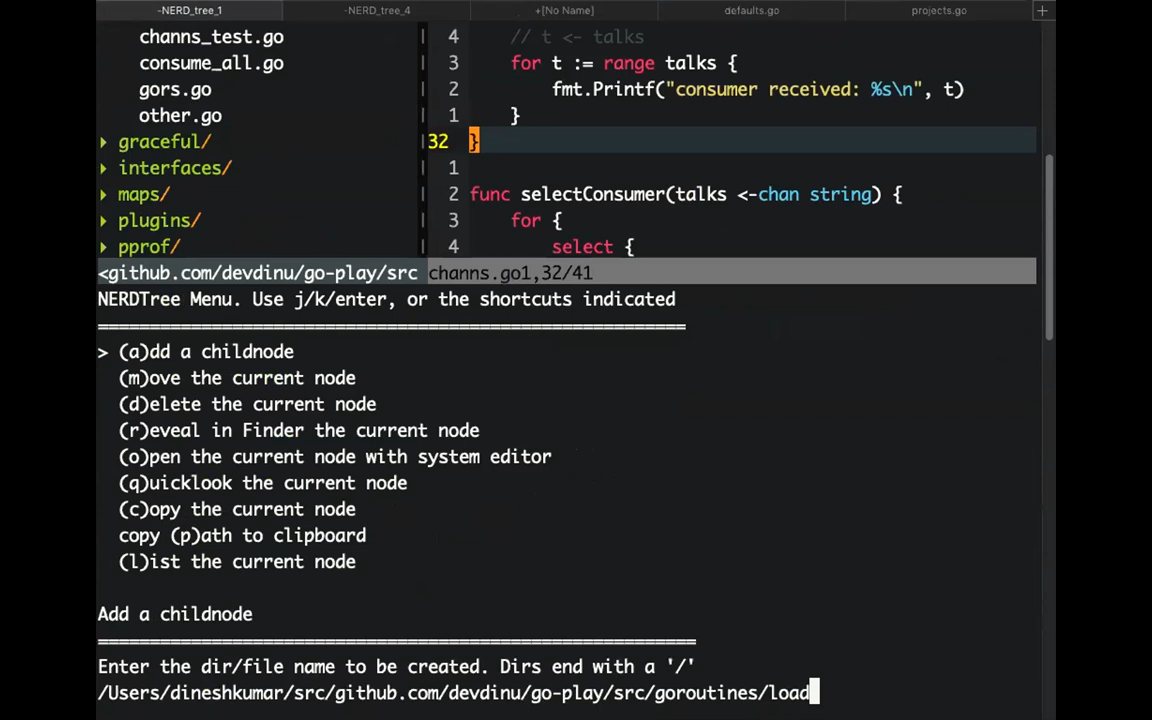 -NERD_tree_1 -NERD_tree_4 +[No Name] defaults.go projects.go +
channs_test.go
consume_all.go
gors.go
other.go
▸ graceful/
▸ interfaces/
▸ maps/
▸ plugins/
▸ pprof/
4 // t <- talks
3 for t := range talks {
2 fmt.Printf("consumer received: %s\n", t)
1 }
32 }
1
2 func selectConsumer(talks <-chan string) {
3 for {
4 select {
<github.com/devdinu/go-play/src channs.go1,32/41
NERDTree Menu. Use j/k/enter, or the shortcuts indicated
=========================================================
> (a)dd a childnode
(m)ove the current node
(d)elete the current node
(r)eveal in Finder the current node
(o)pen the current node with system editor
(q)uicklook the current node
(c)opy the current node
copy (p)ath to clipboard
(l)ist the current node
Add a childnode
==========================================================
Enter the dir/file name to be created. Dirs end with a '/'
/Users/dineshkumar/src/github.com/devdinu/go-play/src/goroutines/load